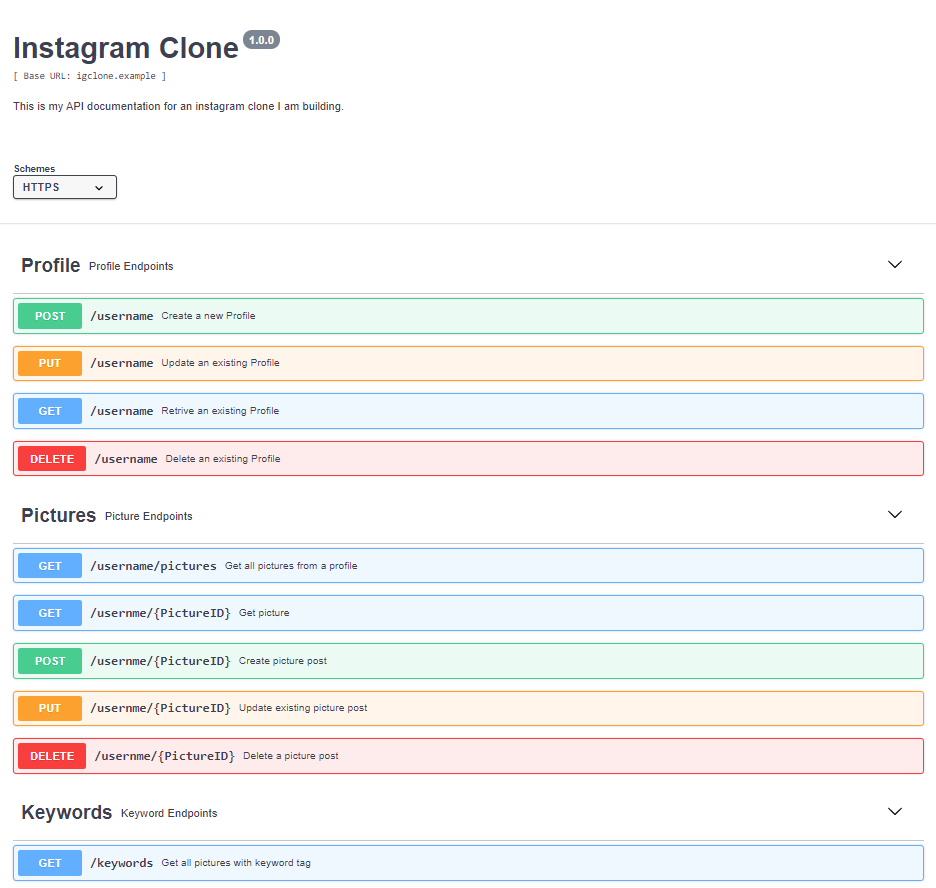 Instagram Clone 1.0.0
[ Base URL: igclone.example ]
This is my API documentation for an instagram clone I am building.
Schemes
HTTPS
Profile Profile Endpoints
POST /username Create a new Profile
PUT /username Update an existing Profile
GET /username Retrive an existing Profile
DELETE /username Delete an existing Profile
Pictures Picture Endpoints
GET /username/pictures Get all pictures from a profile
GET /usernme/{PictureID} Get picture
POST /usernme/{PictureID} Create picture post
PUT /usernme/{PictureID} Update existing picture post
DELETE /usernme/{PictureID} Delete a picture post
Keywords Keyword Endpoints
GET /keywords Get all pictures with keyword tag